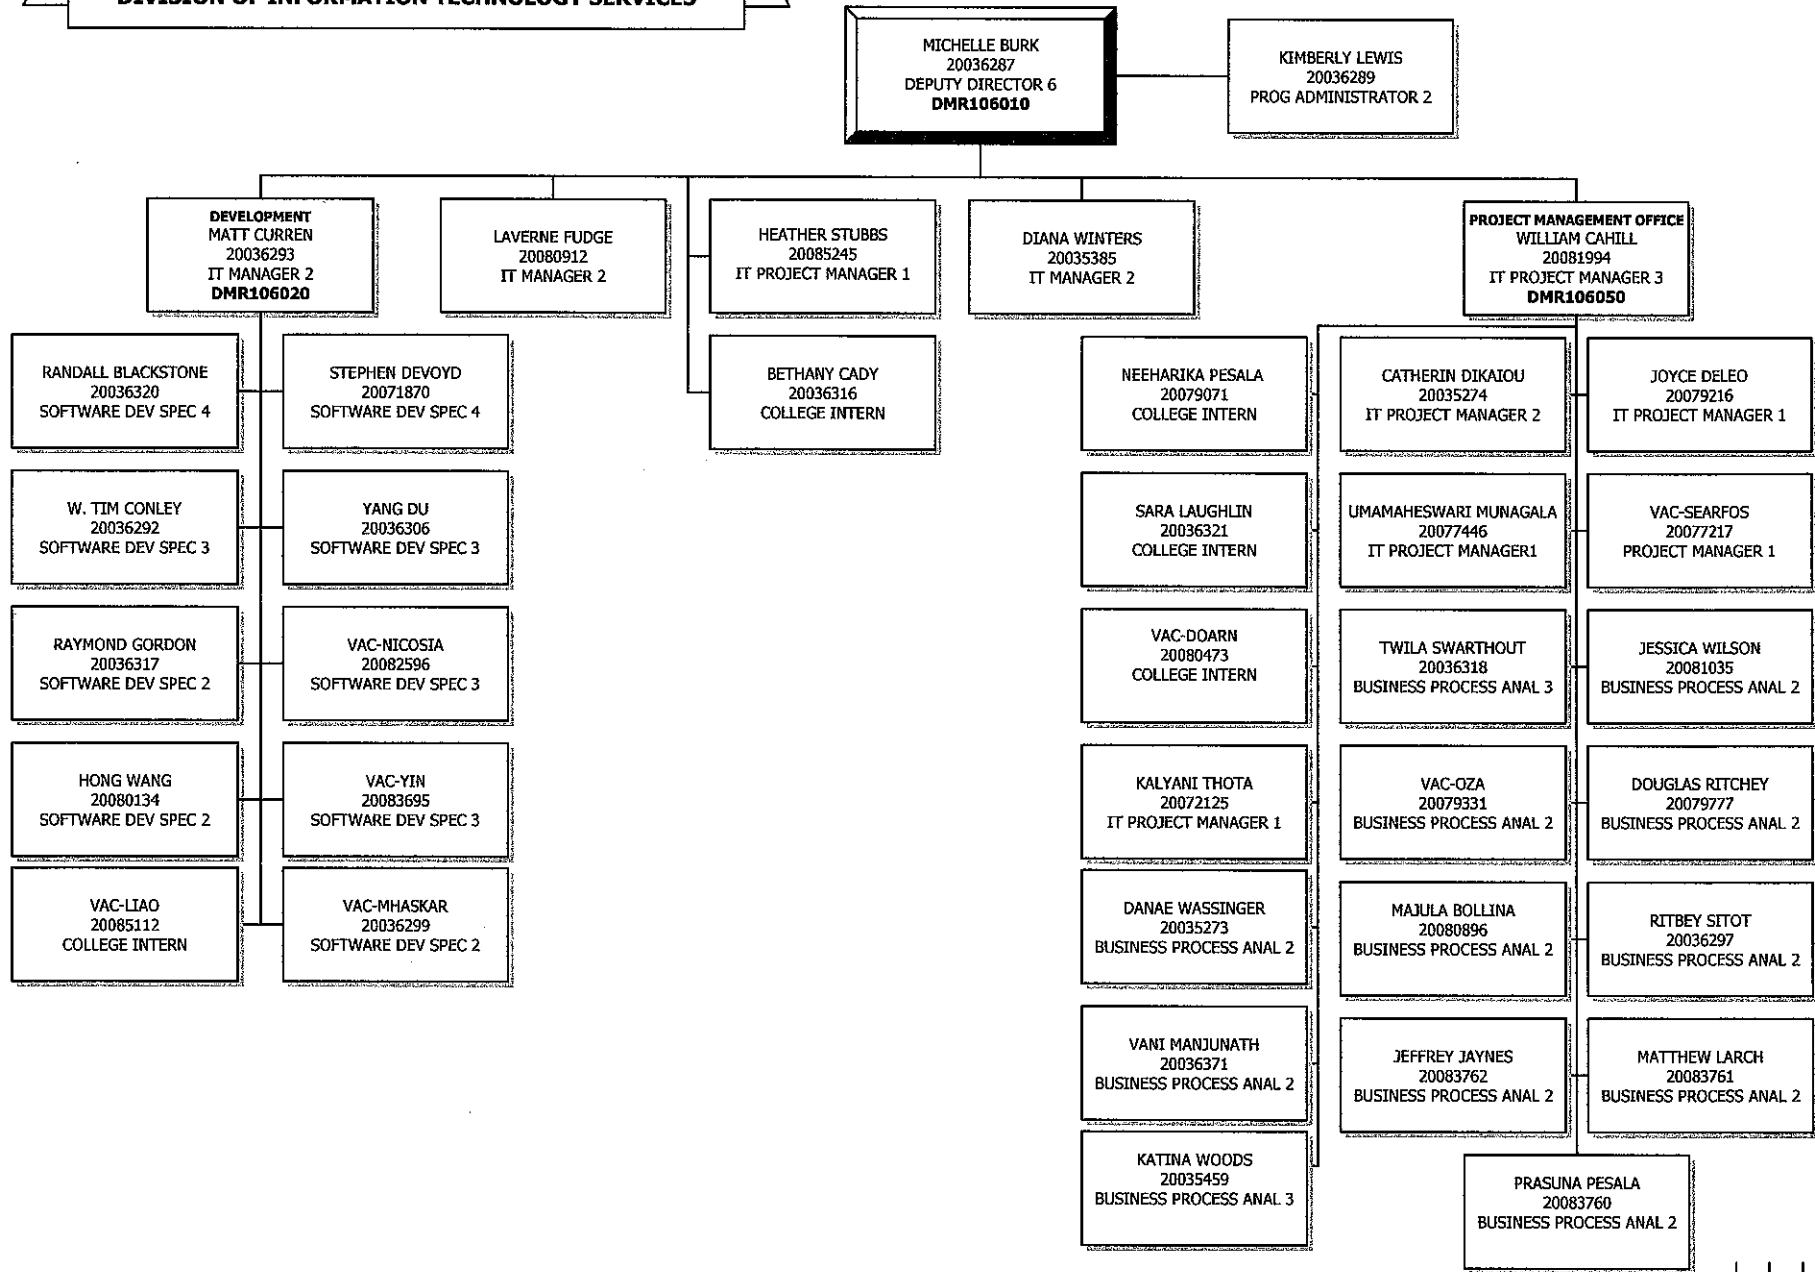 DIVISION OF INFORMATION TECHNOLOGY SERVICES
MICHELLE BURK
20036287
DEPUTY DIRECTOR 6
DMR106010
KIMBERLY LEWIS
20036289
PROG ADMINISTRATOR 2
DEVELOPMENT
MATT CURREN
20036293
IT MANAGER 2
DMR106020
LAVERNE FUDGE
20080912
IT MANAGER 2
HEATHER STUBBS
20085245
IT PROJECT MANAGER 1
DIANA WINTERS
20035385
IT MANAGER 2
PROJECT MANAGEMENT OFFICE
WILLIAM CAHILL
20081994
IT PROJECT MANAGER 3
DMR106050
RANDALL BLACKSTONE
20036320
SOFTWARE DEV SPEC 4
STEPHEN DEVOYD
20071870
SOFTWARE DEV SPEC 4
BETHANY CADY
20036316
COLLEGE INTERN
NEEHARIKA PESALA
20079071
COLLEGE INTERN
CATHERIN DIKAIOU
20035274
IT PROJECT MANAGER 2
JOYCE DELEO
20079216
IT PROJECT MANAGER 1
W. TIM CONLEY
20036292
SOFTWARE DEV SPEC 3
YANG DU
20036306
SOFTWARE DEV SPEC 3
SARA LAUGHLIN
20036321
COLLEGE INTERN
UMAMAHESWARI MUNAGALA
20077446
IT PROJECT MANAGER1
VAC-SEARFOS
20077217
PROJECT MANAGER 1
RAYMOND GORDON
20036317
SOFTWARE DEV SPEC 2
VAC-NICOSIA
20082596
SOFTWARE DEV SPEC 3
VAC-DOARN
20080473
COLLEGE INTERN
TWILA SWARTHOUT
20036318
BUSINESS PROCESS ANAL 3
JESSICA WILSON
20081035
BUSINESS PROCESS ANAL 2
HONG WANG
20080134
SOFTWARE DEV SPEC 2
VAC-YIN
20083695
SOFTWARE DEV SPEC 3
KALYANI THOTA
20072125
IT PROJECT MANAGER 1
VAC-OZA
20079331
BUSINESS PROCESS ANAL 2
DOUGLAS RITCHEY
20079777
BUSINESS PROCESS ANAL 2
VAC-LIAO
20085112
COLLEGE INTERN
VAC-MHASKAR
20036299
SOFTWARE DEV SPEC 2
DANAE WASSINGER
20035273
BUSINESS PROCESS ANAL 2
MAJULA BOLLINA
20080896
BUSINESS PROCESS ANAL 2
RITBEY SITOT
20036297
BUSINESS PROCESS ANAL 2
VANI MANJUNATH
20036371
BUSINESS PROCESS ANAL 2
JEFFREY JAYNES
20083762
BUSINESS PROCESS ANAL 2
MATTHEW LARCH
20083761
BUSINESS PROCESS ANAL 2
KATINA WOODS
20035459
BUSINESS PROCESS ANAL 3
PRASUNA PESALA
20083760
BUSINESS PROCESS ANAL 2